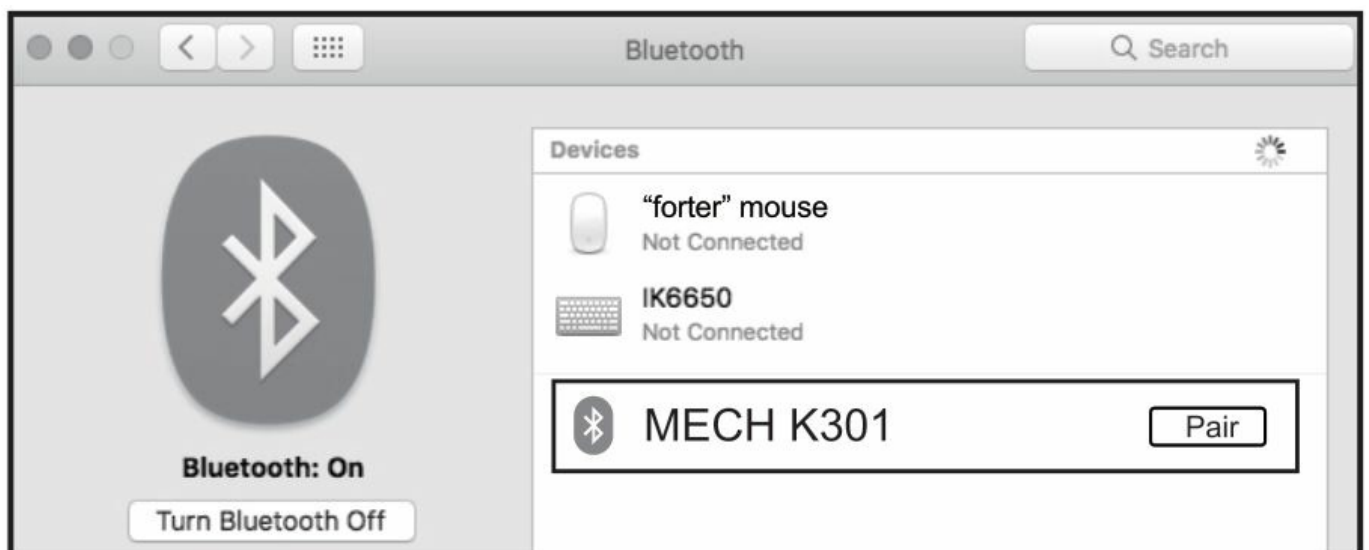 Bluetooth
Search
Devices
“forter” mouse
Not Connected
IK6650
Not Connected
MECH K301
Pair
Bluetooth: On
Turn Bluetooth Off